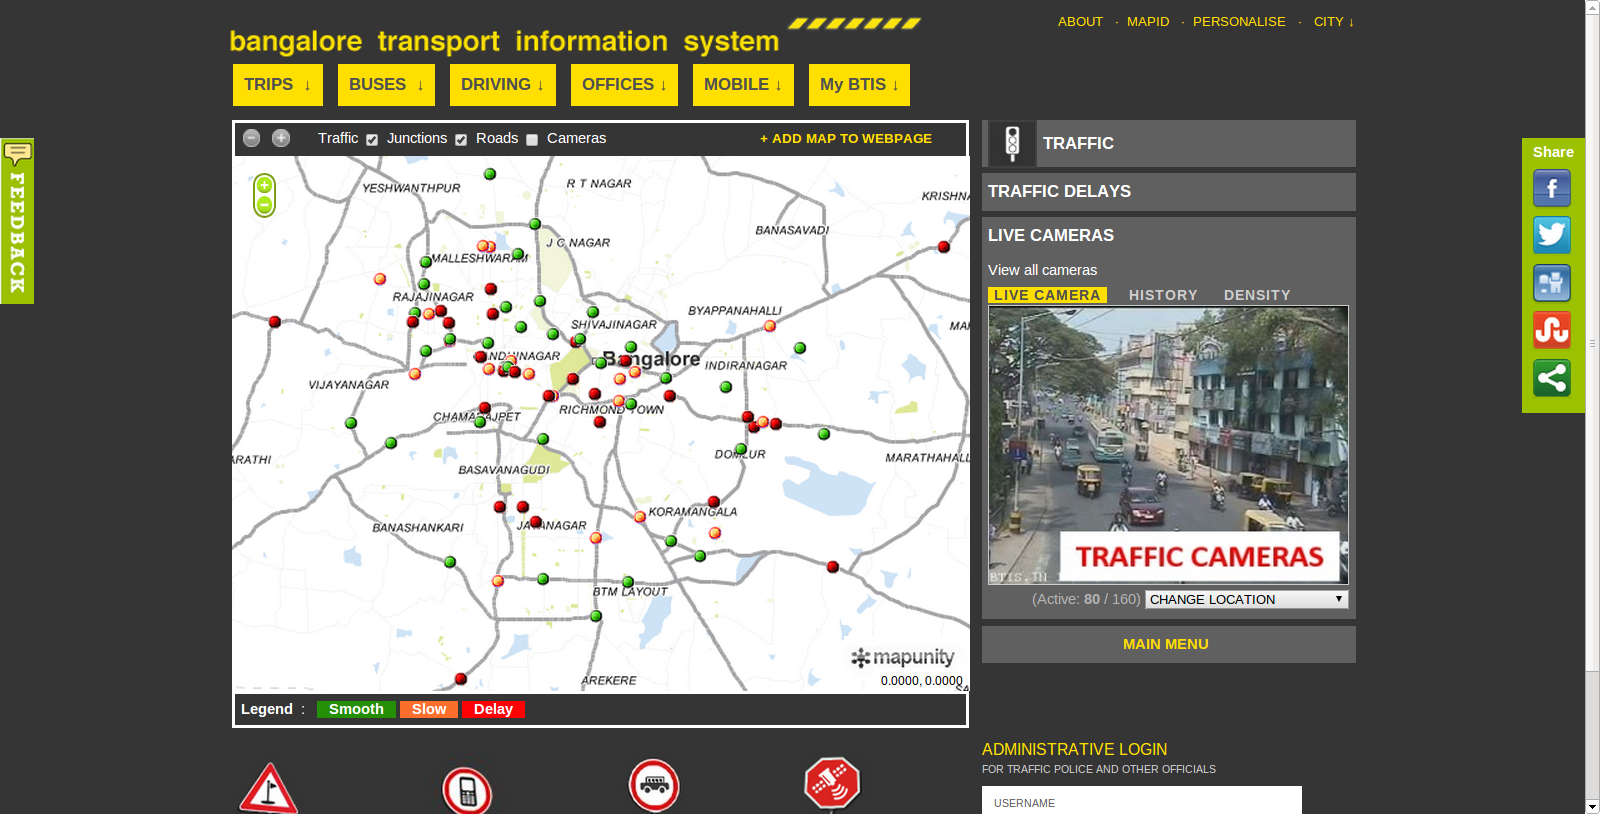 bangalore transport information system
ABOUT · MAPID · PERSONALISE · CITY ↓
TRIPS ↓ BUSES ↓ DRIVING ↓ OFFICES ↓ MOBILE ↓ My BTIS ↓
FEEDBACK
Traffic Junctions Roads Cameras + ADD MAP TO WEBPAGE
YESHWANTHPUR
R T NAGAR
KRISHNA
BANASAVADI
J C NAGAR
MALLESHWARAM
RAJAJINAGAR
BYAPPANAHALLI
SHIVAJINAGAR
Bangalore
INDIRANAGAR
VIJAYANAGAR
RICHMOND TOWN
CHAMARAJPET
DOMLUR
MARATHAHALL
ARATHI
BASAVANAGUDI
KORAMANGALA
BANASHANKARI
JAYANAGAR
BTM LAYOUT
AREKERE
mapunity
0.0000, 0.0000
Legend : Smooth Slow Delay
TRAFFIC
TRAFFIC DELAYS
LIVE CAMERAS
View all cameras
LIVE CAMERA HISTORY DENSITY
TRAFFIC CAMERAS
BTIS.IN
(Active: 80 / 160) CHANGE LOCATION
MAIN MENU
ADMINISTRATIVE LOGIN
FOR TRAFFIC POLICE AND OTHER OFFICIALS
USERNAME
Share